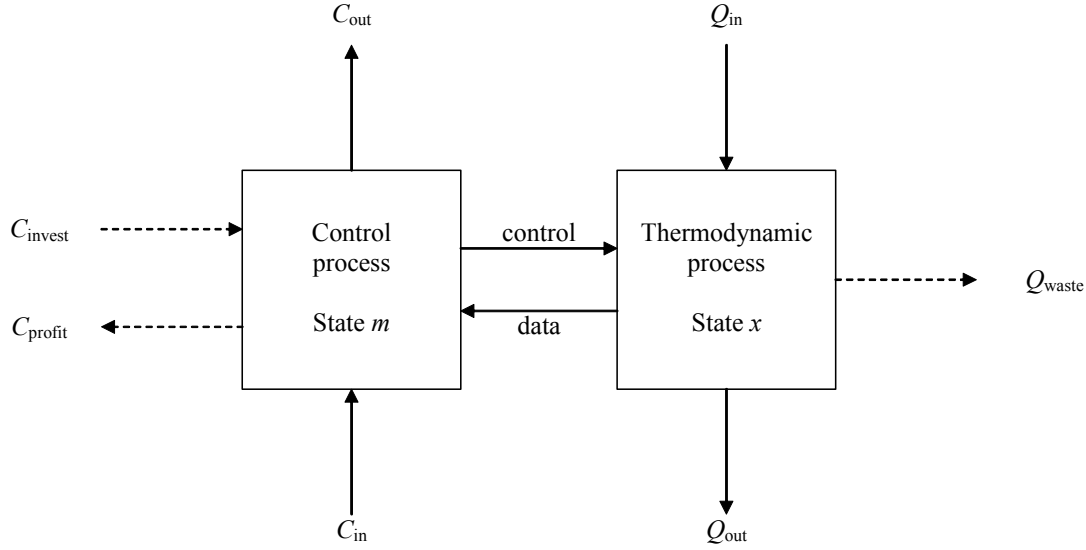 C_out
Q_in
C_invest
C_profit
Control
process
State m
control
data
Thermodynamic
process
State x
Q_waste
C_in
Q_out